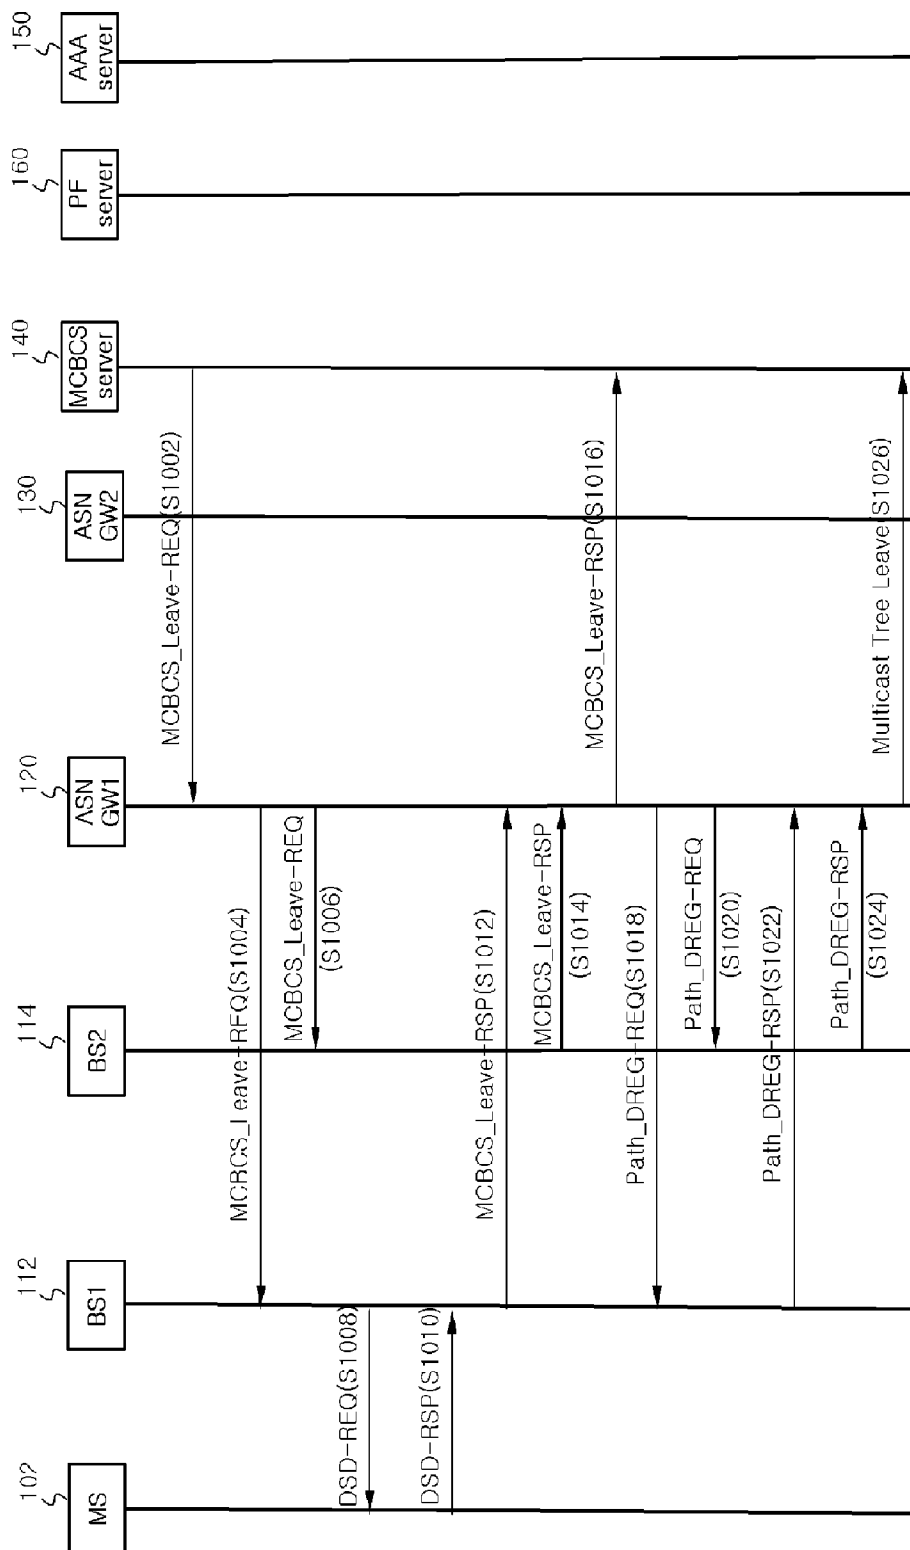 102
112
114
120
130
140
160
150
MS
BS1
BS2
ASN
GW1
ASN
GW2
MCBCS
server
PF
server
AAA
server
MCBCS_Leave-REQ(S1002)
MCBCS_Leave-REQ(S1004)
MCBCS_Leave-REQ
(S1006)
DSD-REQ(S1008)
DSD-RSP(S1010)
MCBCS_Leave-RSP(S1012)
MCBCS_Leave-RSP
(S1014)
MCBCS_Leave-RSP(S1016)
Path_DREG-REQ(S1018)
Path_DREG-REQ
(S1020)
Path_DREG-RSP(S1022)
Path_DREG-RSP
(S1024)
Multicast Tree Leave(S1026)